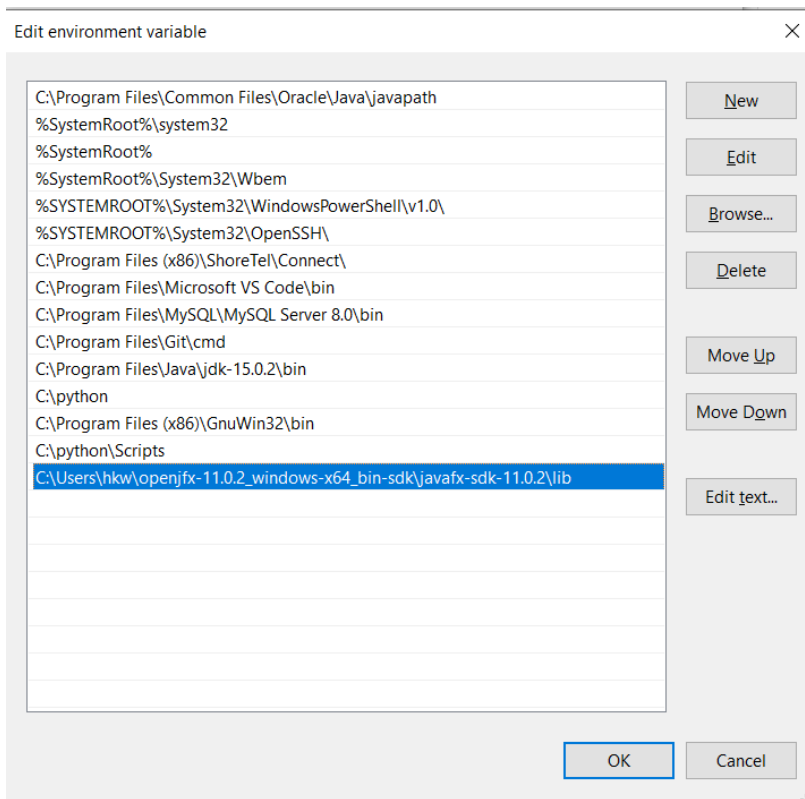 Edit environment variable
C:\Program Files\Common Files\Oracle\Java\javapath
%SystemRoot%\system32
%SystemRoot%
%SystemRoot%\System32\Wbem
%SYSTEMROOT%\System32\WindowsPowerShell\v1.0\
%SYSTEMROOT%\System32\OpenSSH\
C:\Program Files (x86)\ShoreTel\Connect\
C:\Program Files\Microsoft VS Code\bin
C:\Program Files\MySQL\MySQL Server 8.0\bin
C:\Program Files\Git\cmd
C:\Program Files\Java\jdk-15.0.2\bin
C:\python
C:\Program Files (x86)\GnuWin32\bin
C:\python\Scripts
C:\Users\hkw\openjfx-11.0.2_windows-x64_bin-sdk\javafx-sdk-11.0.2\lib
New
Edit
Browse...
Delete
Move Up
Move Down
Edit text...
OK
Cancel